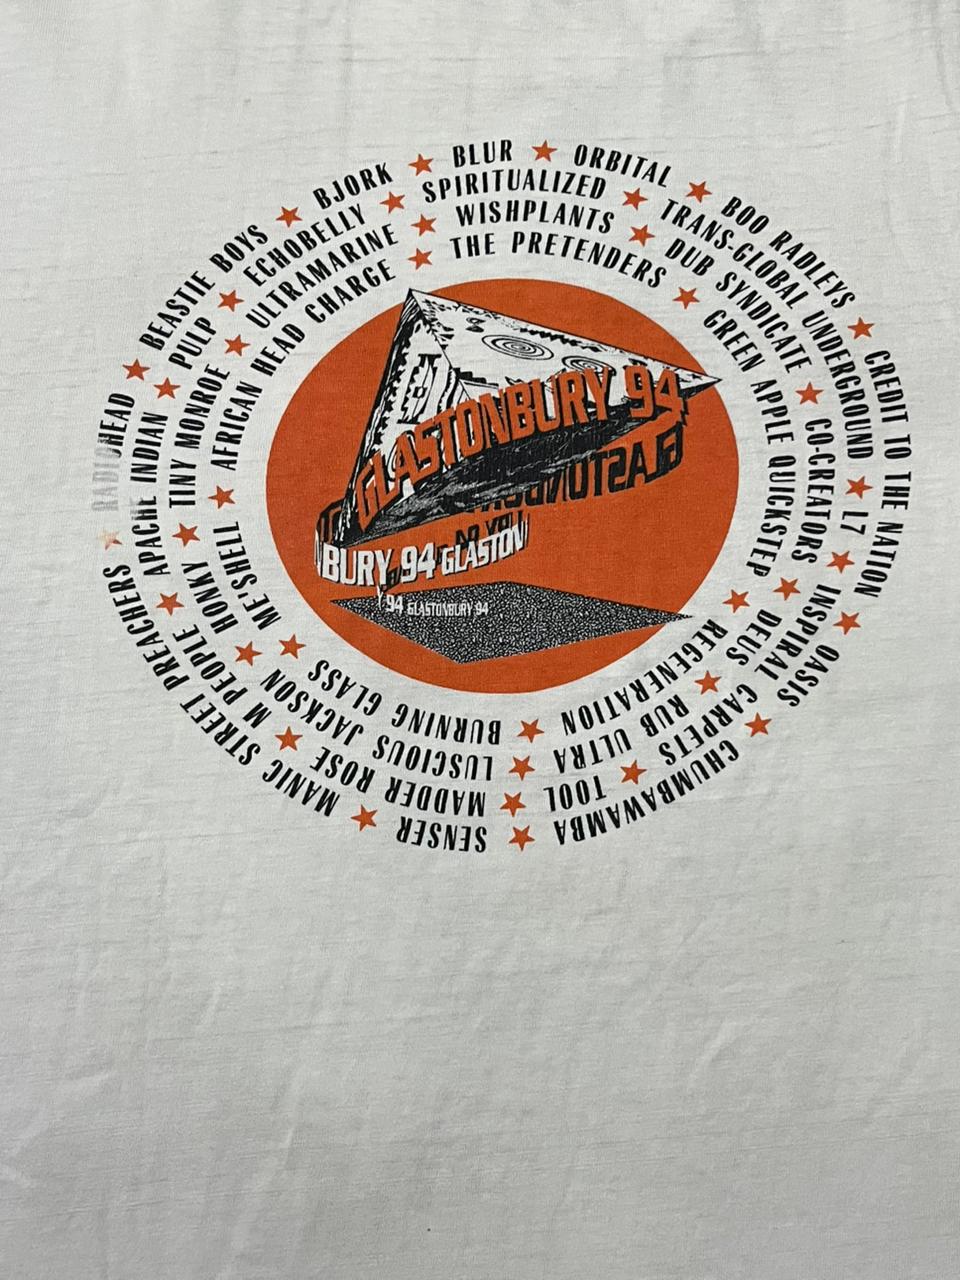 RADIOHEAD ★ BEASTIE BOYS ★ BJORK ★ BLUR ★ ORBITAL ★ BOO RADLEYS ★ CREDIT TO THE NATION ★ OASIS ★ CHUMBAWAMBA ★ SENSER ★ MANIC STREET PREACHERS ★
APACHE INDIAN ★ PULP ★ ECHOBELLY ★ SPIRITUALIZED ★ TRANS-GLOBAL UNDERGROUND ★ L7 ★ INSPIRAL CARPETS ★ TOOL ★ MADDER ROSE ★ M PEOPLE ★
TINY MONROE ★ ULTRAMARINE ★ WISHPLANTS ★ DUB SYNDICATE ★ CO-CREATORS ★ DEUS ★ RUB ULTRA ★ LUSCIOUS JACKSON ★ HONKY ★
AFRICAN HEAD CHARGE ★ THE PRETENDERS ★ GREEN APPLE QUICKSTEP ★ REGENERATION ★ BURNING GLASS ★ ME'SHELL ★
GLASTONBURY 94
BURY 94 GLASTON
Y 94 GLASTONBURY 94